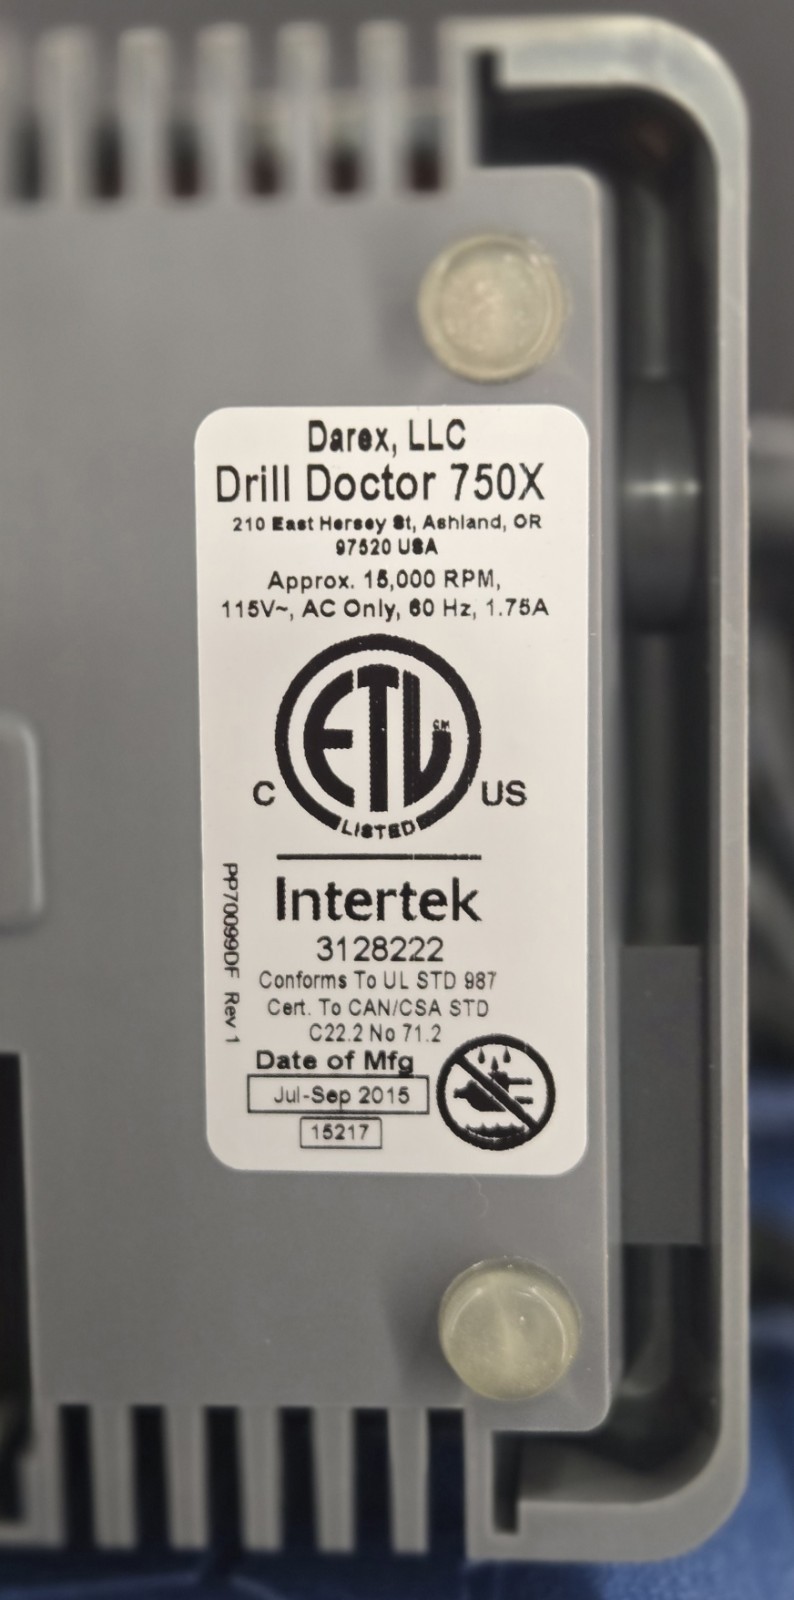 Darex, LLC
Drill Doctor 750X
210 East Hersey St, Ashland, OR
97520 USA
Approx. 15,000 RPM,
115V~, AC Only, 60 Hz, 1.75A
ETL
CM
C
US
LISTED
Intertek
3128222
Conforms To UL STD 987
Cert. To CAN/CSA STD
C22.2 No 71.2
Date of Mfg
Jul-Sep 2015
15217
PP70099DF Rev 1